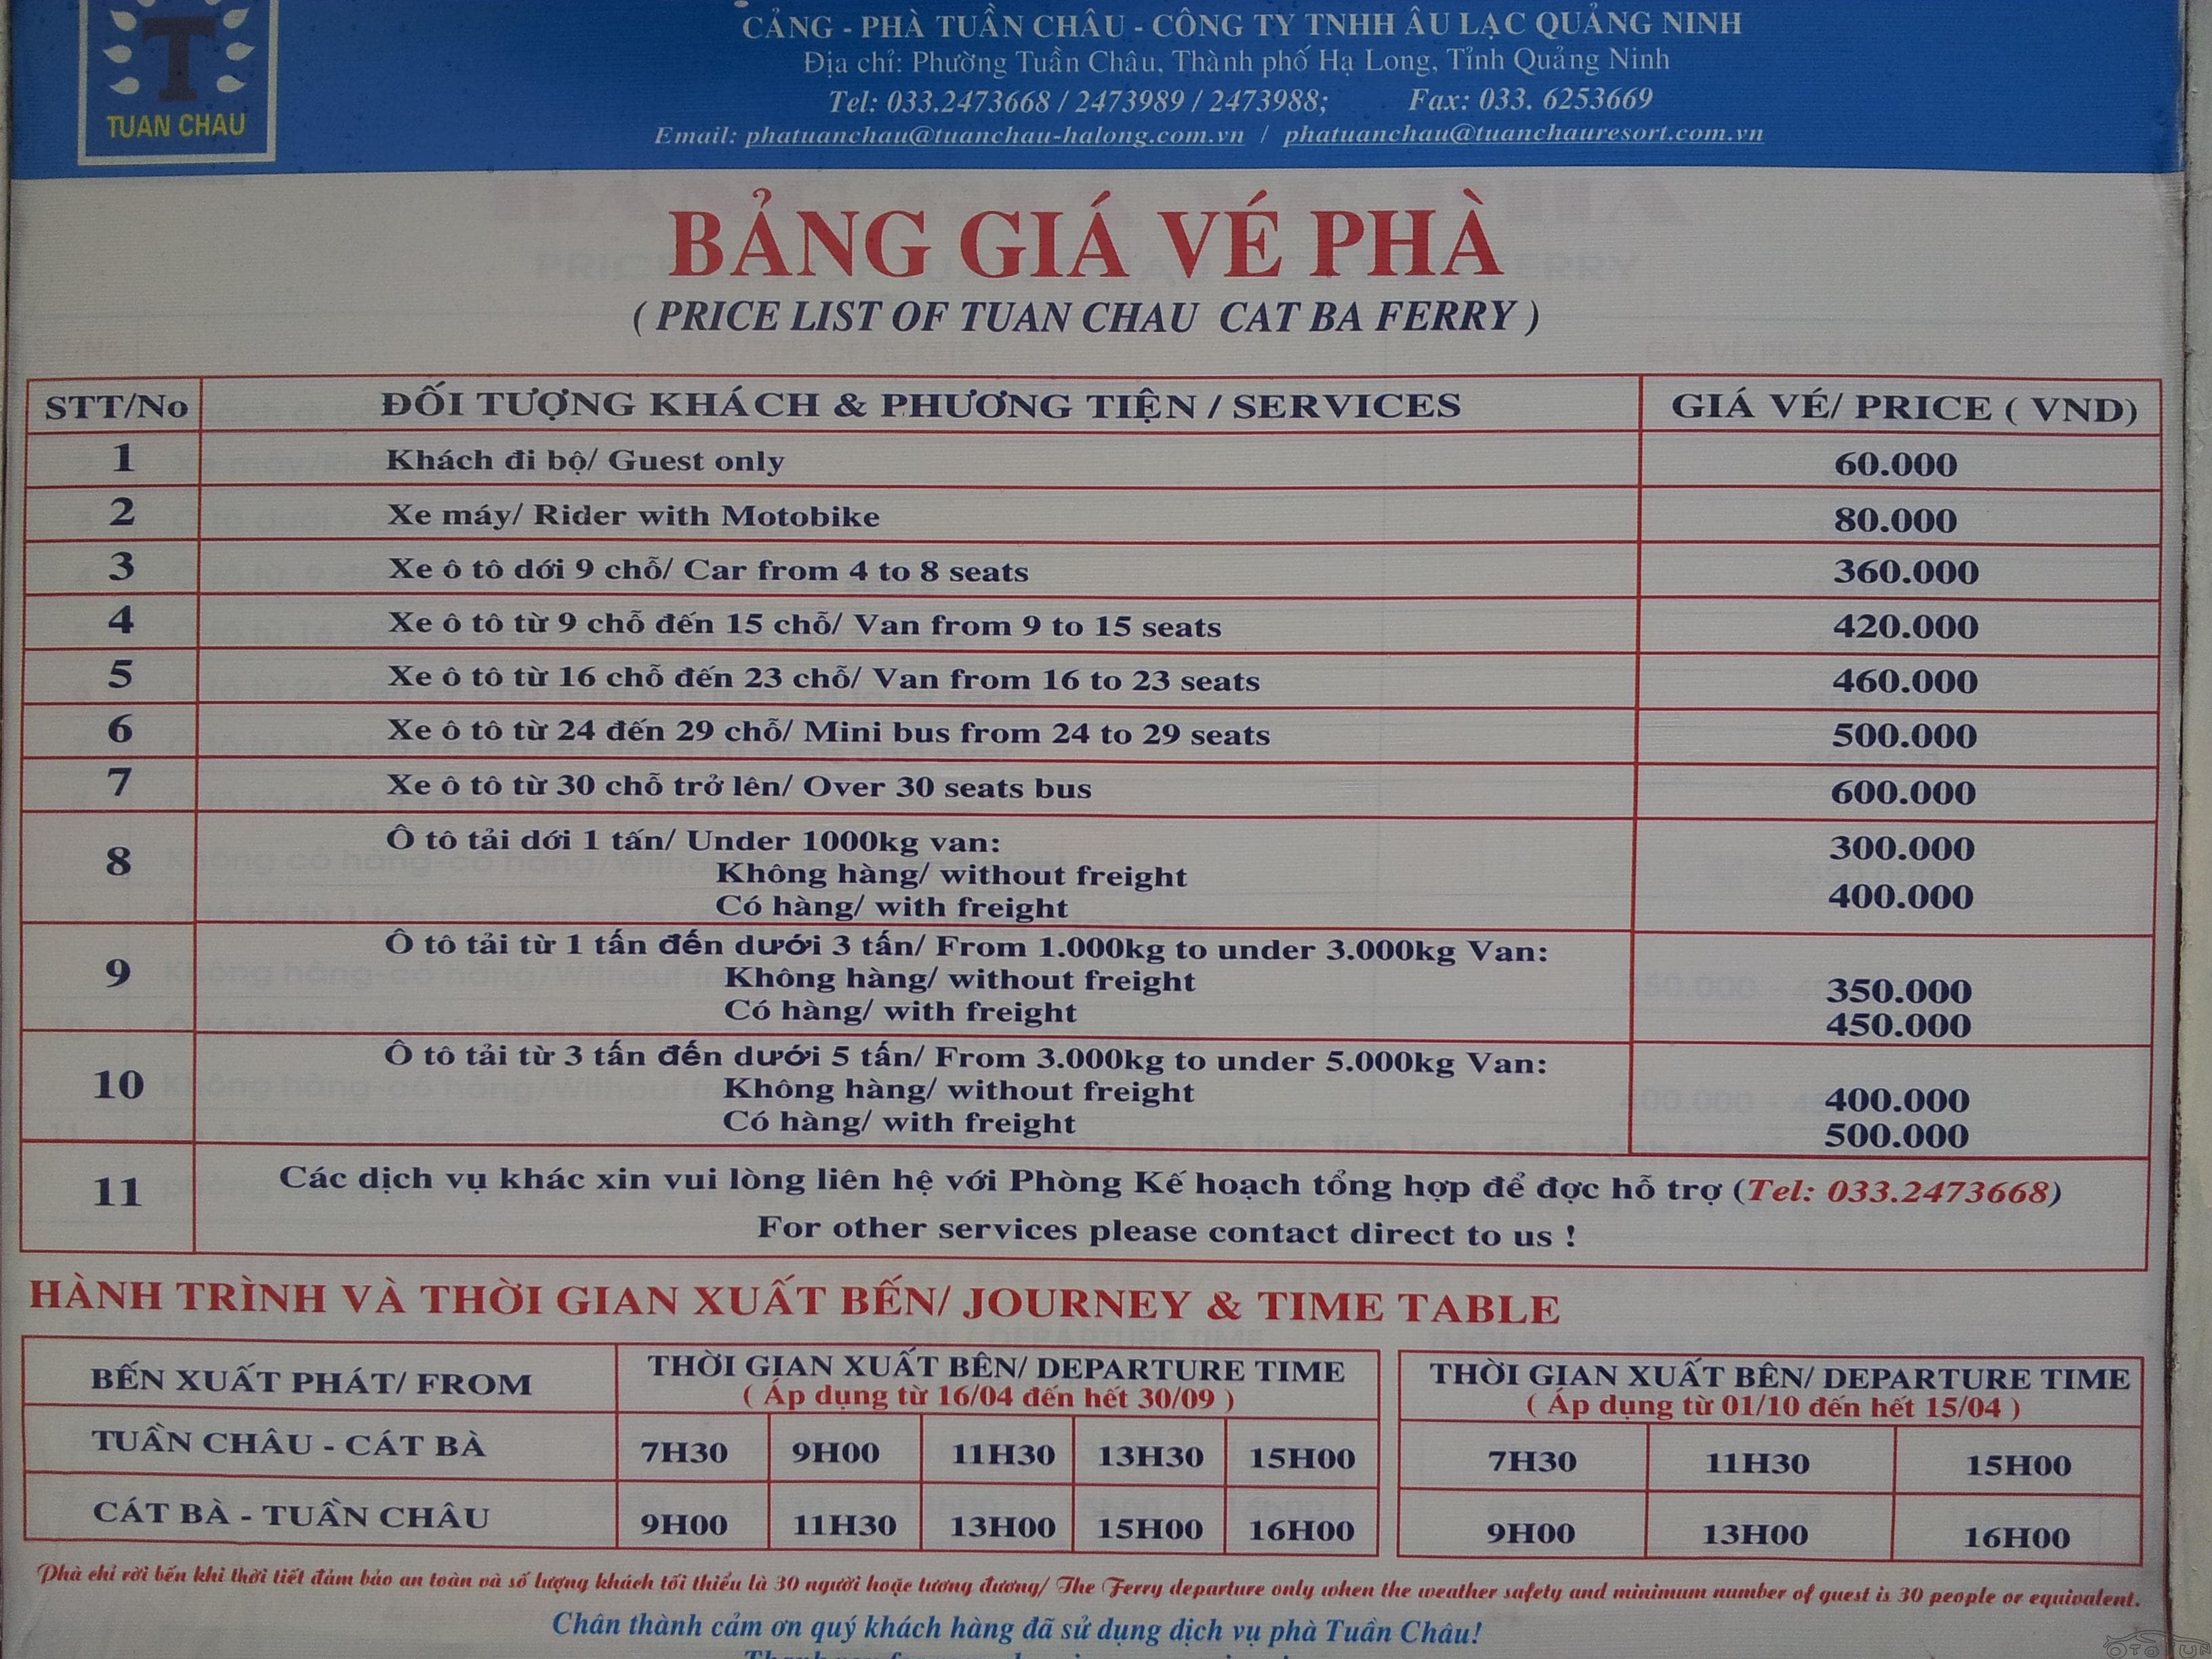 TUAN CHAU
CẢNG - PHÀ TUẦN CHÂU - CÔNG TY TNHH ÂU LẠC QUẢNG NINH
Địa chỉ: Phường Tuần Châu, Thành phố Hạ Long, Tỉnh Quảng Ninh
Tel: 033.2473668 / 2473989 / 2473988; Fax: 033. 6253669
Email: phatuanchau@tuanchau-halong.com.vn / phatuanchau@tuanchauresort.com.vn
BẢNG GIÁ VÉ PHÀ
( PRICE LIST OF TUAN CHAU CAT BA FERRY )
STT/No ĐỐI TƯỢNG KHÁCH & PHƯƠNG TIỆN / SERVICES GIÁ VÉ/ PRICE ( VND)
1 Khách đi bộ/ Guest only 60.000
2 Xe máy/ Rider with Motobike 80.000
3 Xe ô tô dới 9 chỗ/ Car from 4 to 8 seats 360.000
4 Xe ô tô từ 9 chỗ đến 15 chỗ/ Van from 9 to 15 seats 420.000
5 Xe ô tô từ 16 chỗ đến 23 chỗ/ Van from 16 to 23 seats 460.000
6 Xe ô tô từ 24 đến 29 chỗ/ Mini bus from 24 to 29 seats 500.000
7 Xe ô tô từ 30 chỗ trở lên/ Over 30 seats bus 600.000
8 Ô tô tải dới 1 tấn/ Under 1000kg van:
Không hàng/ without freight 300.000
Có hàng/ with freight 400.000
9 Ô tô tải từ 1 tấn đến dưới 3 tấn/ From 1.000kg to under 3.000kg Van:
Không hàng/ without freight 350.000
Có hàng/ with freight 450.000
10 Ô tô tải từ 3 tấn đến dưới 5 tấn/ From 3.000kg to under 5.000kg Van:
Không hàng/ without freight 400.000
Có hàng/ with freight 500.000
11 Các dịch vụ khác xin vui lòng liên hệ với Phòng Kế hoạch tổng hợp để đợc hỗ trợ (Tel: 033.2473668)
For other services please contact direct to us !
HÀNH TRÌNH VÀ THỜI GIAN XUẤT BẾN/ JOURNEY & TIME TABLE
BẾN XUẤT PHÁT/ FROM THỜI GIAN XUẤT BÊN/ DEPARTURE TIME THỜI GIAN XUẤT BÊN/ DEPARTURE TIME
( Áp dụng từ 16/04 đến hết 30/09 ) ( Áp dụng từ 01/10 đến hết 15/04 )
TUẦN CHÂU - CÁT BÀ 7H30 9H00 11H30 13H30 15H00 7H30 11H30 15H00
CÁT BÀ - TUẦN CHÂU 9H00 11H30 13H00 15H00 16H00 9H00 13H00 16H00
Phà chỉ rời bến khi thời tiết đảm bảo an toàn và số lượng khách tối thiểu là 30 người hoặc tương đương/ The Ferry departure only when the weather safety and minimum number of guest is 30 people or equivalent.
Chân thành cảm ơn quý khách hàng đã sử dụng dịch vụ phà Tuần Châu!